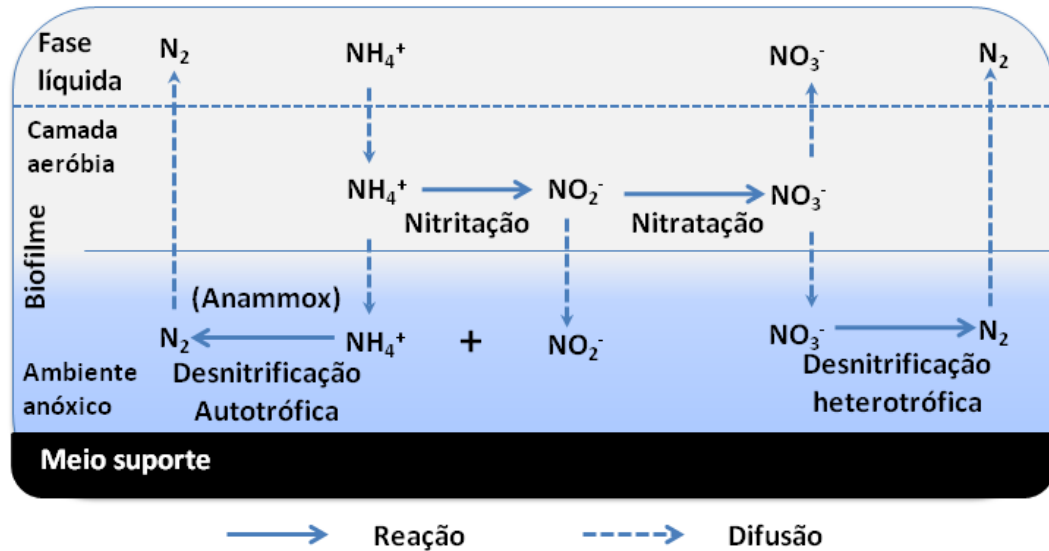 Fase
líquida
N₂
NH₄⁺
NO₃⁻
N₂
Camada
aeróbia
NH₄⁺
NO₂⁻
NO₃⁻
Nitritação
Nitratação
Biofilme
(Anammox)
N₂
NH₄⁺
+
NO₂⁻
NO₃⁻
N₂
Ambiente
anóxico
Desnitrificação
Autotrófica
Desnitrificação
heterotrófica
Meio suporte
Reação
Difusão